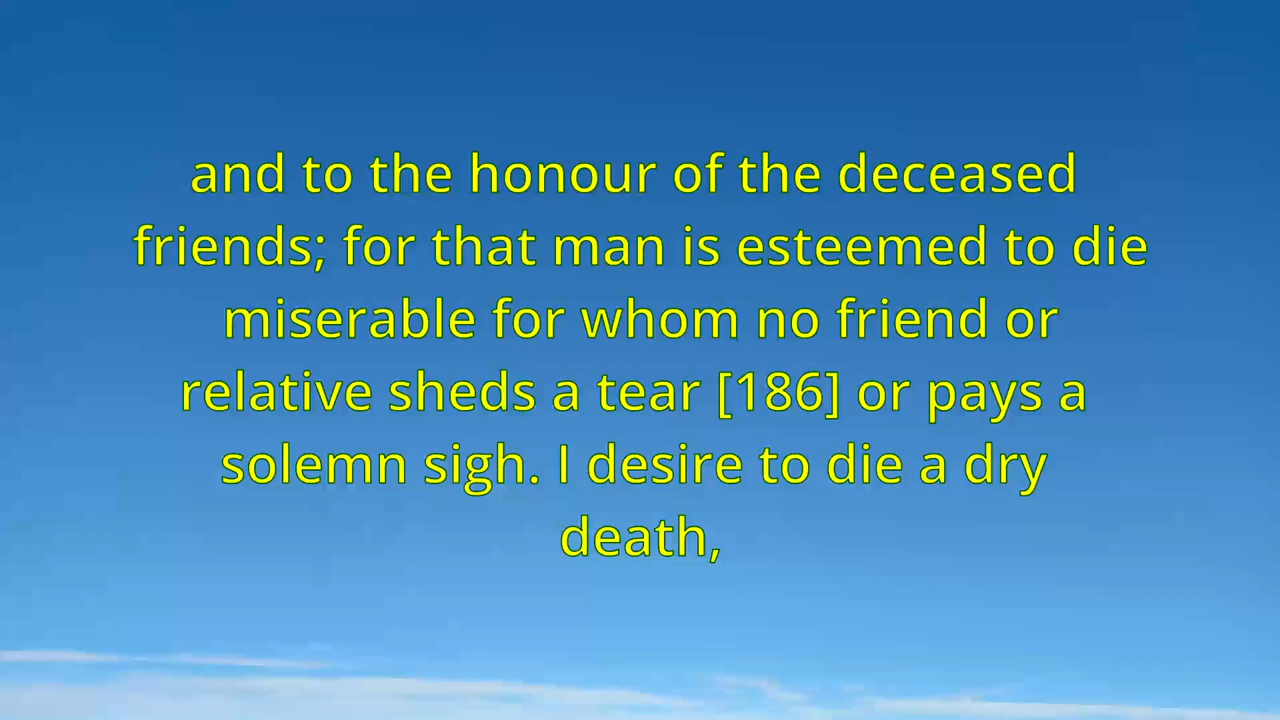 and to the honour of the deceased
friends; for that man is esteemed to die
miserable for whom no friend or
relative sheds a tear [186] or pays a
solemn sigh. I desire to die a dry
death,